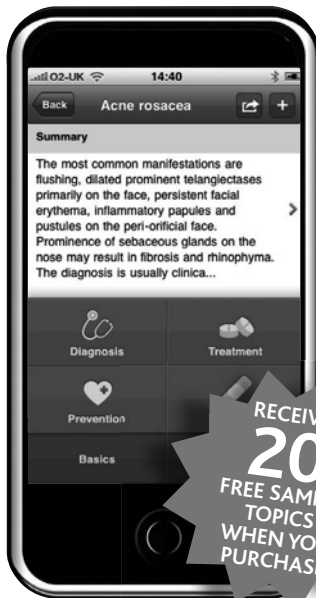 O2-UK 14:40
Back Acne rosacea +
Summary
The most common manifestations are
flushing, dilated prominent telangiectases
primarily on the face, persistent facial
erythema, inflammatory papules and
pustules on the peri-orificial face.
Prominence of sebaceous glands on the
nose may result in fibrosis and rhinophyma.
The diagnosis is usually clinica...
Diagnosis Treatment
Prevention
Basics
RECEIV
20
FREE SAM
TOPICS
WHEN YO
PURCHAS